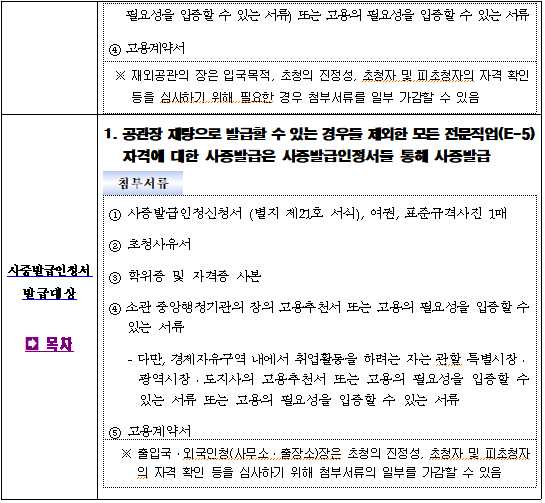 필요성을 입증할 수 있는 서류) 또는 고용의 필요성을 입증할 수 있는 서류
④ 고용계약서
※ 재외공관의 장은 입국목적, 초청의 진정성, 초청자 및 피초청자의 자격 확인
등을 심사하기 위해 필요한 경우 첨부서류를 일부 가감할 수 있음
1. 공관장 재량으로 발급할 수 있는 경우를 제외한 모든 전문직업(E-5)
자격에 대한 사증발급은 사증발급인정서를 통해 사증발급
첨부서류
① 사증발급인정신청서 (별지 제21호 서식), 여권, 표준규격사진 1매
② 초청사유서
③ 학위증 및 자격증 사본
④ 소관 중앙행정기관의 장의 고용추천서 또는 고용의 필요성을 입증할 수
있는 서류
- 다만, 경제자유구역 내에서 취업활동을 하려는 자는 관할 특별시장·
광역시장·도지사의 고용추천서 또는 고용의 필요성을 입증할 수
있는 서류 또는 고용의 필요성을 입증할 수 있는 서류
⑤ 고용계약서
※ 출입국·외국인청(사무소·출장소)장은 초청의 진정성, 초청자 및 피초청자
의 자격 확인 등을 심사하기 위해 첨부서류의 일부를 가감할 수 있음
사증발급인정서
발급대상
➡ 목차